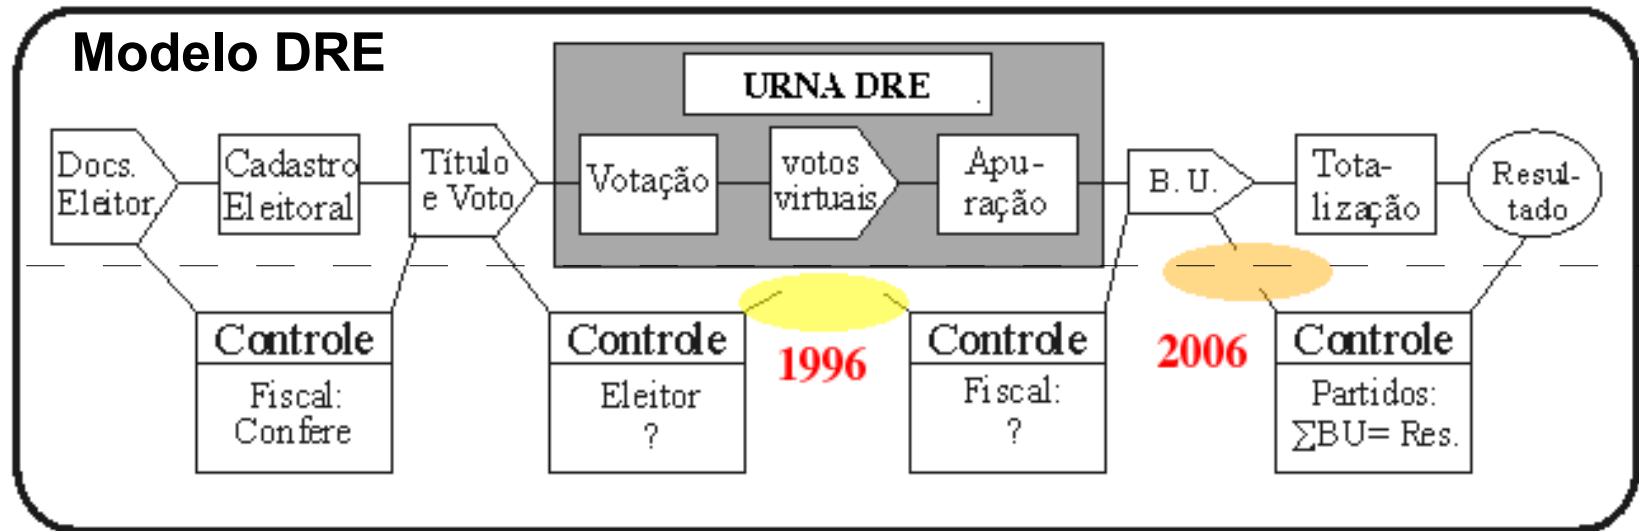 Modelo DRE
URNA DRE
Docs.
Eleitor
Cadastro
Eleitoral
Título
e Voto
Votação
votos
virtuais
Apu-
ração
B. U.
Tota-
lização
Resul-
tado
Controle
Fiscal:
Confere
Controle
Eleitor
?
1996
Controle
Fiscal:
?
2006
Controle
Partidos:
∑BU= Res.